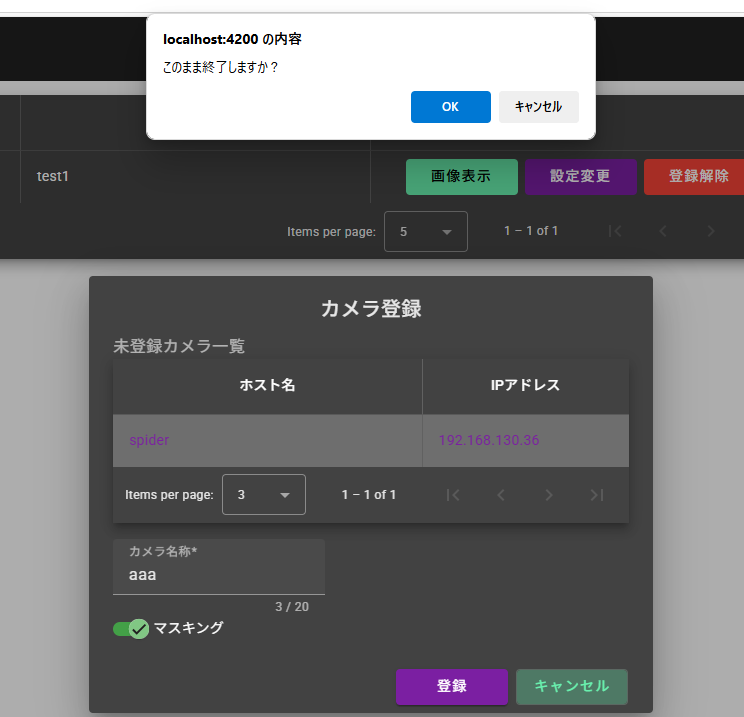 localhost:4200 の内容
このまま終了しますか？
OK キャンセル
test1 画像表示 設定変更 登録解除
Items per page: 5 1 – 1 of 1
カメラ登録
未登録カメラ一覧
ホスト名 IPアドレス
spider 192.168.130.36
Items per page: 3 1 – 1 of 1
カメラ名称*
aaa
3 / 20
マスキング
登録 キャンセル